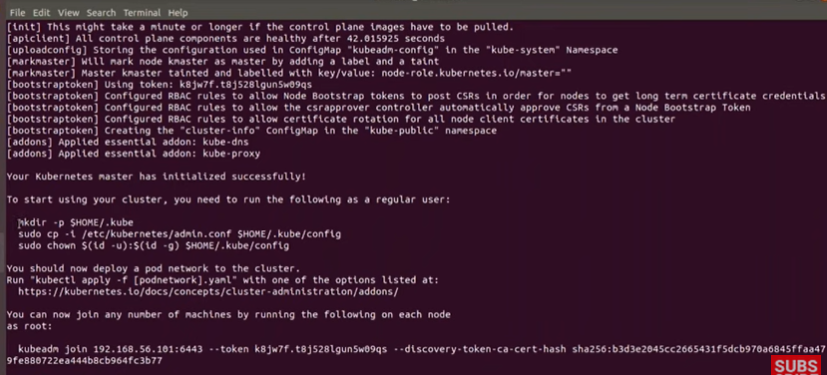 File Edit View Search Terminal Help
[init] This might take a minute or longer if the control plane images have to be pulled.
[apiclient] All control plane components are healthy after 42.015925 seconds
[uploadconfig] Storing the configuration used in ConfigMap "kubeadm-config" in the "kube-system" Namespace
[markmaster] Will mark node kmaster as master by adding a label and a taint
[markmaster] Master kmaster tainted and labelled with key/value: node-role.kubernetes.io/master=""
[bootstraptoken] Using token: k8jw7f.t8j528lgun5w09qs
[bootstraptoken] Configured RBAC rules to allow Node Bootstrap tokens to post CSRs in order for nodes to get long term certificate credentials
[bootstraptoken] Configured RBAC rules to allow the csrapprover controller automatically approve CSRs from a Node Bootstrap Token
[bootstraptoken] Configured RBAC rules to allow certificate rotation for all node client certificates in the cluster
[bootstraptoken] Creating the "cluster-info" ConfigMap in the "kube-public" namespace
[addons] Applied essential addon: kube-dns
[addons] Applied essential addon: kube-proxy
Your Kubernetes master has initialized successfully!
To start using your cluster, you need to run the following as a regular user:
mkdir -p $HOME/.kube
sudo cp -i /etc/kubernetes/admin.conf $HOME/.kube/config
sudo chown $(id -u):$(id -g) $HOME/.kube/config
You should now deploy a pod network to the cluster.
Run "kubectl apply -f [podnetwork].yaml" with one of the options listed at:
https://kubernetes.io/docs/concepts/cluster-administration/addons/
You can now join any number of machines by running the following on each node
as root:
kubeadm join 192.168.56.101:6443 --token k8jw7f.t8j528lgun5w09qs --discovery-token-ca-cert-hash sha256:b3d3e2045cc2665431f5dcb970a6845ffaa47
9fe880722ea444b8cb964fc3b77